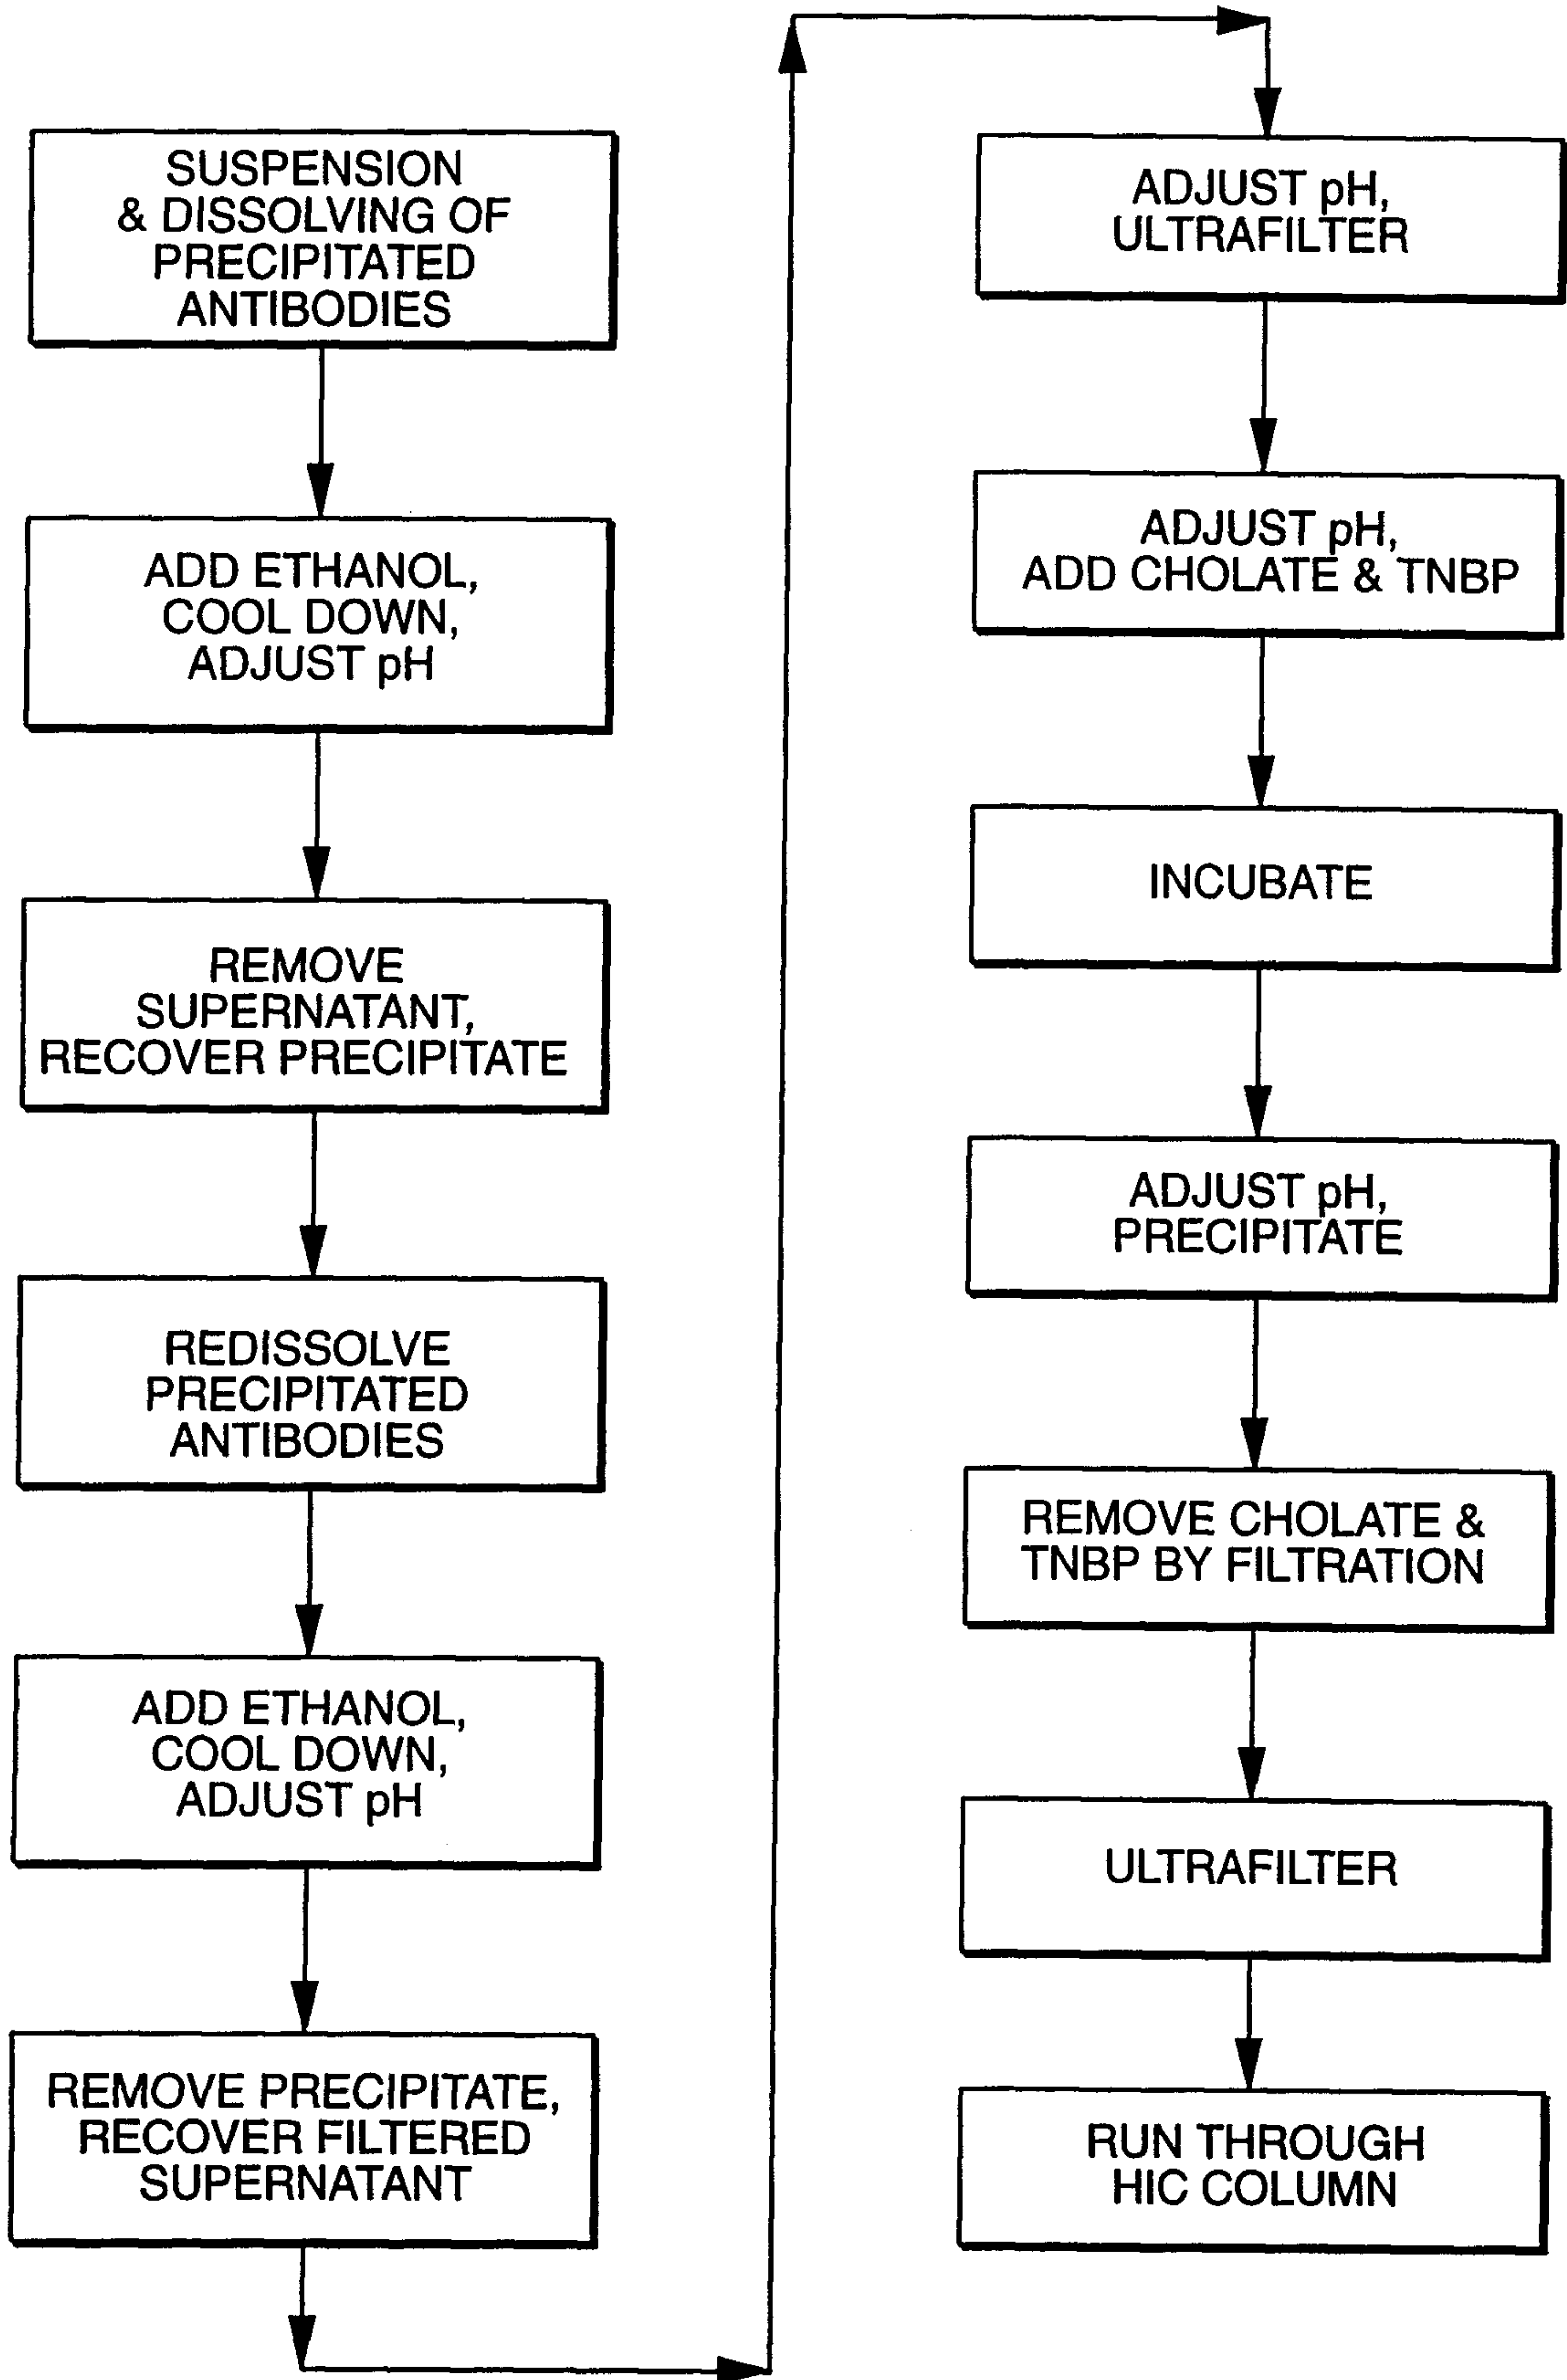 SUSPENSION
& DISSOLVING OF
PRECIPITATED
ANTIBODIES
ADD ETHANOL,
COOL DOWN,
ADJUST pH
REMOVE
SUPERNATANT,
RECOVER PRECIPITATE
REDISSOLVE
PRECIPITATED
ANTIBODIES
ADD ETHANOL,
COOL DOWN,
ADJUST pH
REMOVE PRECIPITATE,
RECOVER FILTERED
SUPERNATANT
ADJUST pH,
ULTRAFILTER
ADJUST pH,
ADD CHOLATE & TNBP
INCUBATE
ADJUST pH,
PRECIPITATE
REMOVE CHOLATE &
TNBP BY FILTRATION
ULTRAFILTER
RUN THROUGH
HIC COLUMN